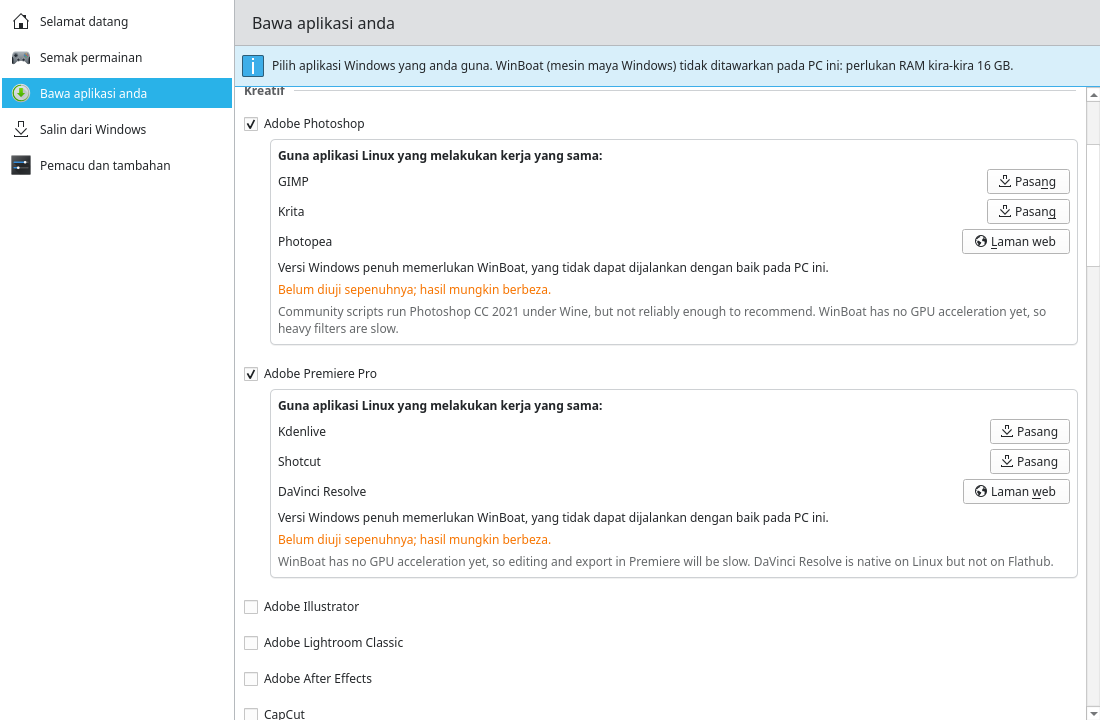 Selamat datang
Semak permainan
Bawa aplikasi anda
Salin dari Windows
Pemacu dan tambahan
Bawa aplikasi anda
Pilih aplikasi Windows yang anda guna. WinBoat (mesin maya Windows) tidak ditawarkan pada PC ini: perlukan RAM kira-kira 16 GB.
Kreatif
Adobe Photoshop
Guna aplikasi Linux yang melakukan kerja yang sama:
GIMP
Pasang
Krita
Pasang
Photopea
Laman web
Versi Windows penuh memerlukan WinBoat, yang tidak dapat dijalankan dengan baik pada PC ini.
Belum diuji sepenuhnya; hasil mungkin berbeza.
Community scripts run Photoshop CC 2021 under Wine, but not reliably enough to recommend. WinBoat has no GPU acceleration yet, so
heavy filters are slow.
Adobe Premiere Pro
Guna aplikasi Linux yang melakukan kerja yang sama:
Kdenlive
Pasang
Shotcut
Pasang
DaVinci Resolve
Laman web
Versi Windows penuh memerlukan WinBoat, yang tidak dapat dijalankan dengan baik pada PC ini.
Belum diuji sepenuhnya; hasil mungkin berbeza.
WinBoat has no GPU acceleration yet, so editing and export in Premiere will be slow. DaVinci Resolve is native on Linux but not on Flathub.
Adobe Illustrator
Adobe Lightroom Classic
Adobe After Effects
CapCut